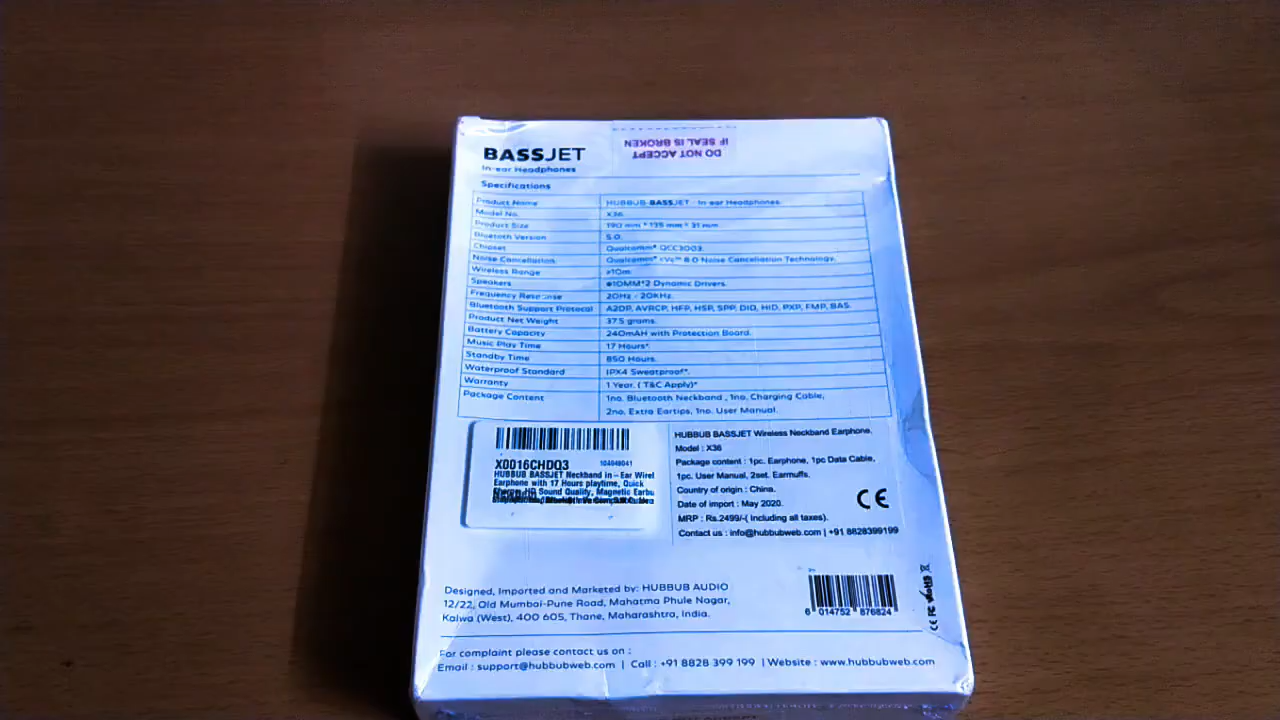 DO NOT ACCEPT
IF SEAL IS BROKEN
BASSJET
In-ear Headphones
Specifications
Product Name HUBBUB BASSJET - In ear Headphones.
Model No. X36
Product Size 190 mm * 135 mm * 31 mm
Bluetooth Version 5.0.
Chipset Qualcomm® QCC3003.
Noise Cancellation Qualcomm® cVc™ 8.0 Noise Cancellation Technology.
Wireless Range >10m
Speakers ø10MM*2 Dynamic Drivers.
Frequency Response 20Hz - 20kHz.
Bluetooth Support Protocol A2DP, AVRCP, HFP, HSP, SPP, DID, HID, PXP, FMP, BAS.
Product Net Weight 37.5 grams.
Battery Capacity 240mAH with Protection Board.
Music Play Time 17 Hours*.
Standby Time 850 Hours.
Waterproof Standard IPX4 Sweatproof*.
Warranty 1 Year. ( T&C Apply)*
Package Content 1no. Bluetooth Neckband , 1no. Charging Cable,
2no. Extra Eartips, 1no. User Manual.
X0016CHDQ3
HUBBUB BASSJET Neckband in - Ear Wirel
Earphone with 17 Hours playtime, Quick
Charge, HD Sound Quality, Magnetic Earbu
HUBBUB BASSJET Wireless Neckband Earphone.
Model : X36
Package content : 1pc. Earphone, 1pc Data Cable,
1pc. User Manual, 2set. Earmuffs.
Country of origin : China.
Date of import : May 2020.
MRP : Rs.2499/-( Including all taxes).
Contact us : info@hubbubweb.com | +91 8828399199
CE
Designed, Imported and Marketed by: HUBBUB AUDIO
12/22, Old Mumbai-Pune Road, Mahatma Phule Nagar,
Kalwa (West), 400 605, Thane, Maharashtra, India.
6 014752 876824
CE FC RoHS
For complaint please contact us on :
Email : support@hubbubweb.com | Call : +91 8828 399 199 | Website : www.hubbubweb.com